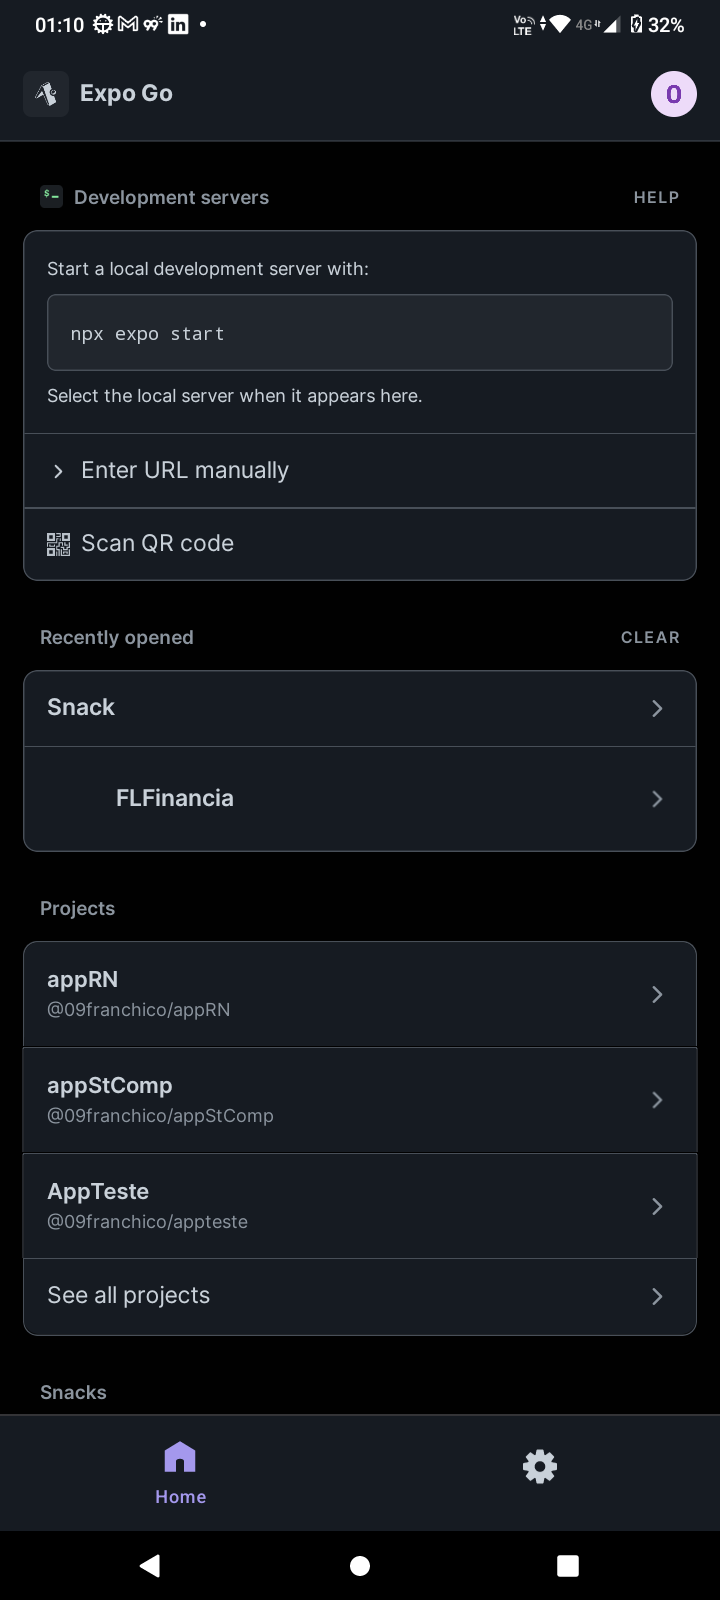 01:10 Vo LTE 4G 32%
Expo Go 0
Development servers HELP
Start a local development server with:
npx expo start
Select the local server when it appears here.
Enter URL manually
Scan QR code
Recently opened CLEAR
Snack
FLFinancia
Projects
appRN
@09franchico/appRN
appStComp
@09franchico/appStComp
AppTeste
@09franchico/appteste
See all projects
Snacks
Home